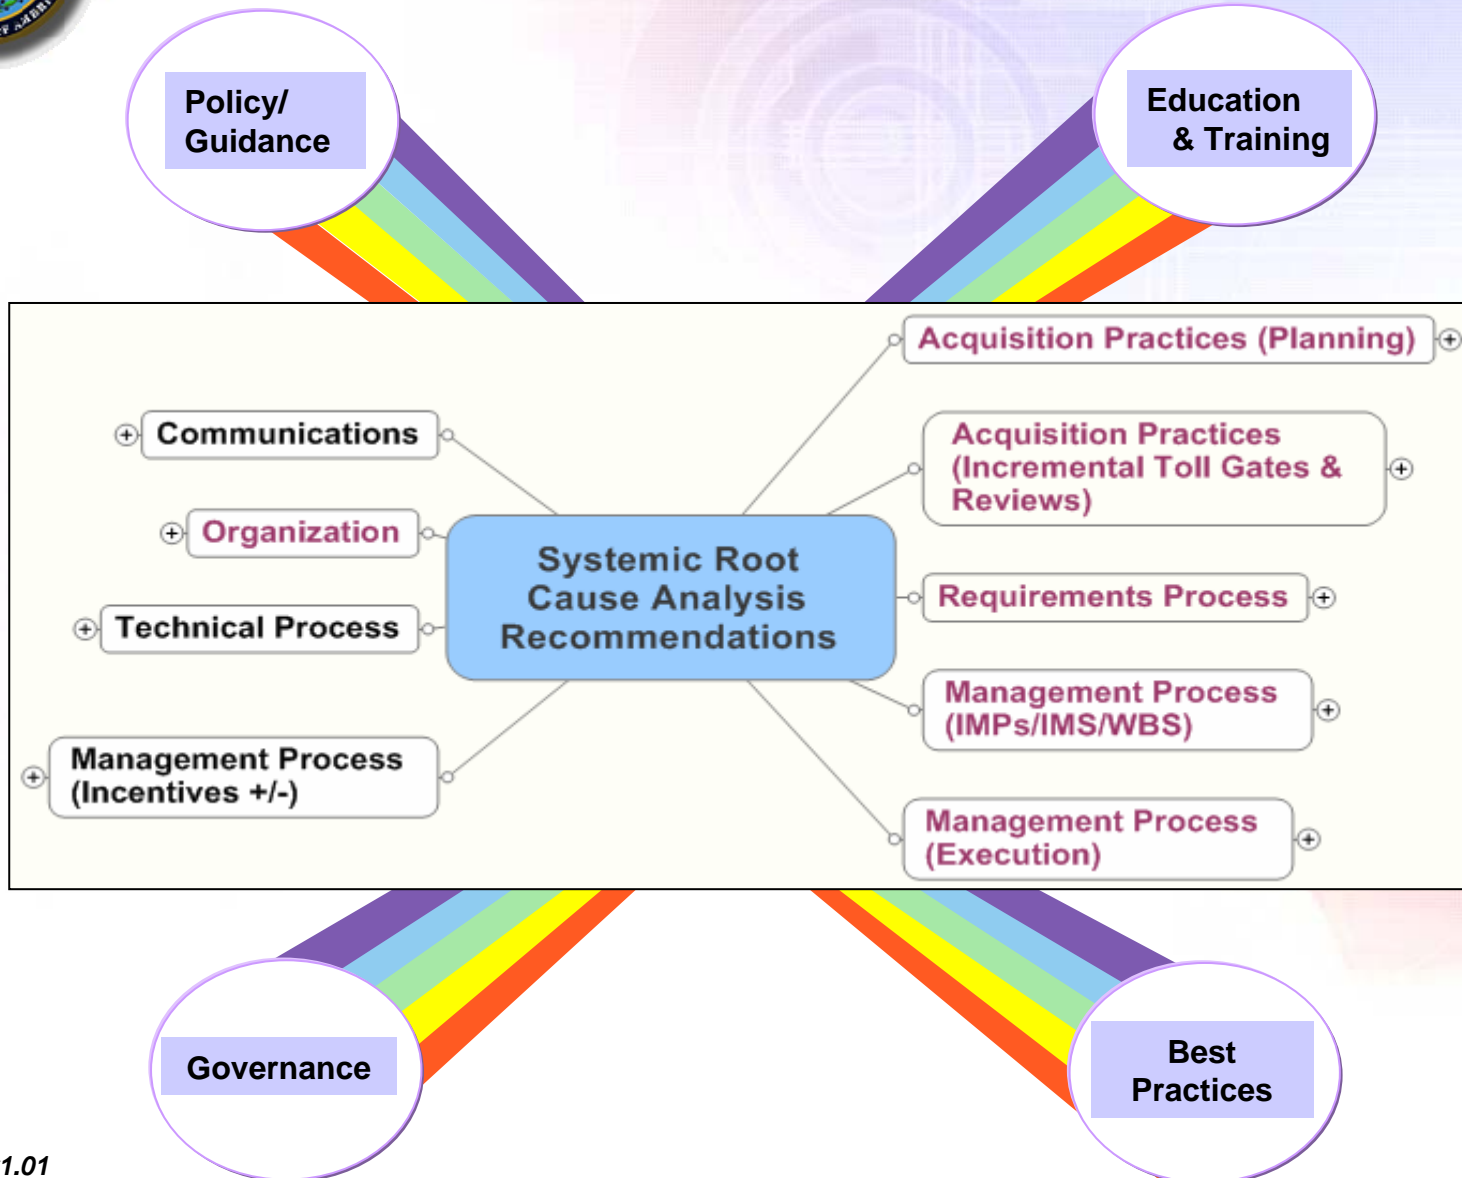 Policy/
Guidance
Education
& Training
Acquisition Practices (Planning)
Communications
Acquisition Practices
(Incremental Toll Gates &
Reviews)
Organization
Systemic Root
Cause Analysis
Recommendations
Requirements Process
Technical Process
Management Process
(IMPs/IMS/WBS)
Management Process
(Incentives +/-)
Management Process
(Execution)
Governance
Best
Practices
1.01